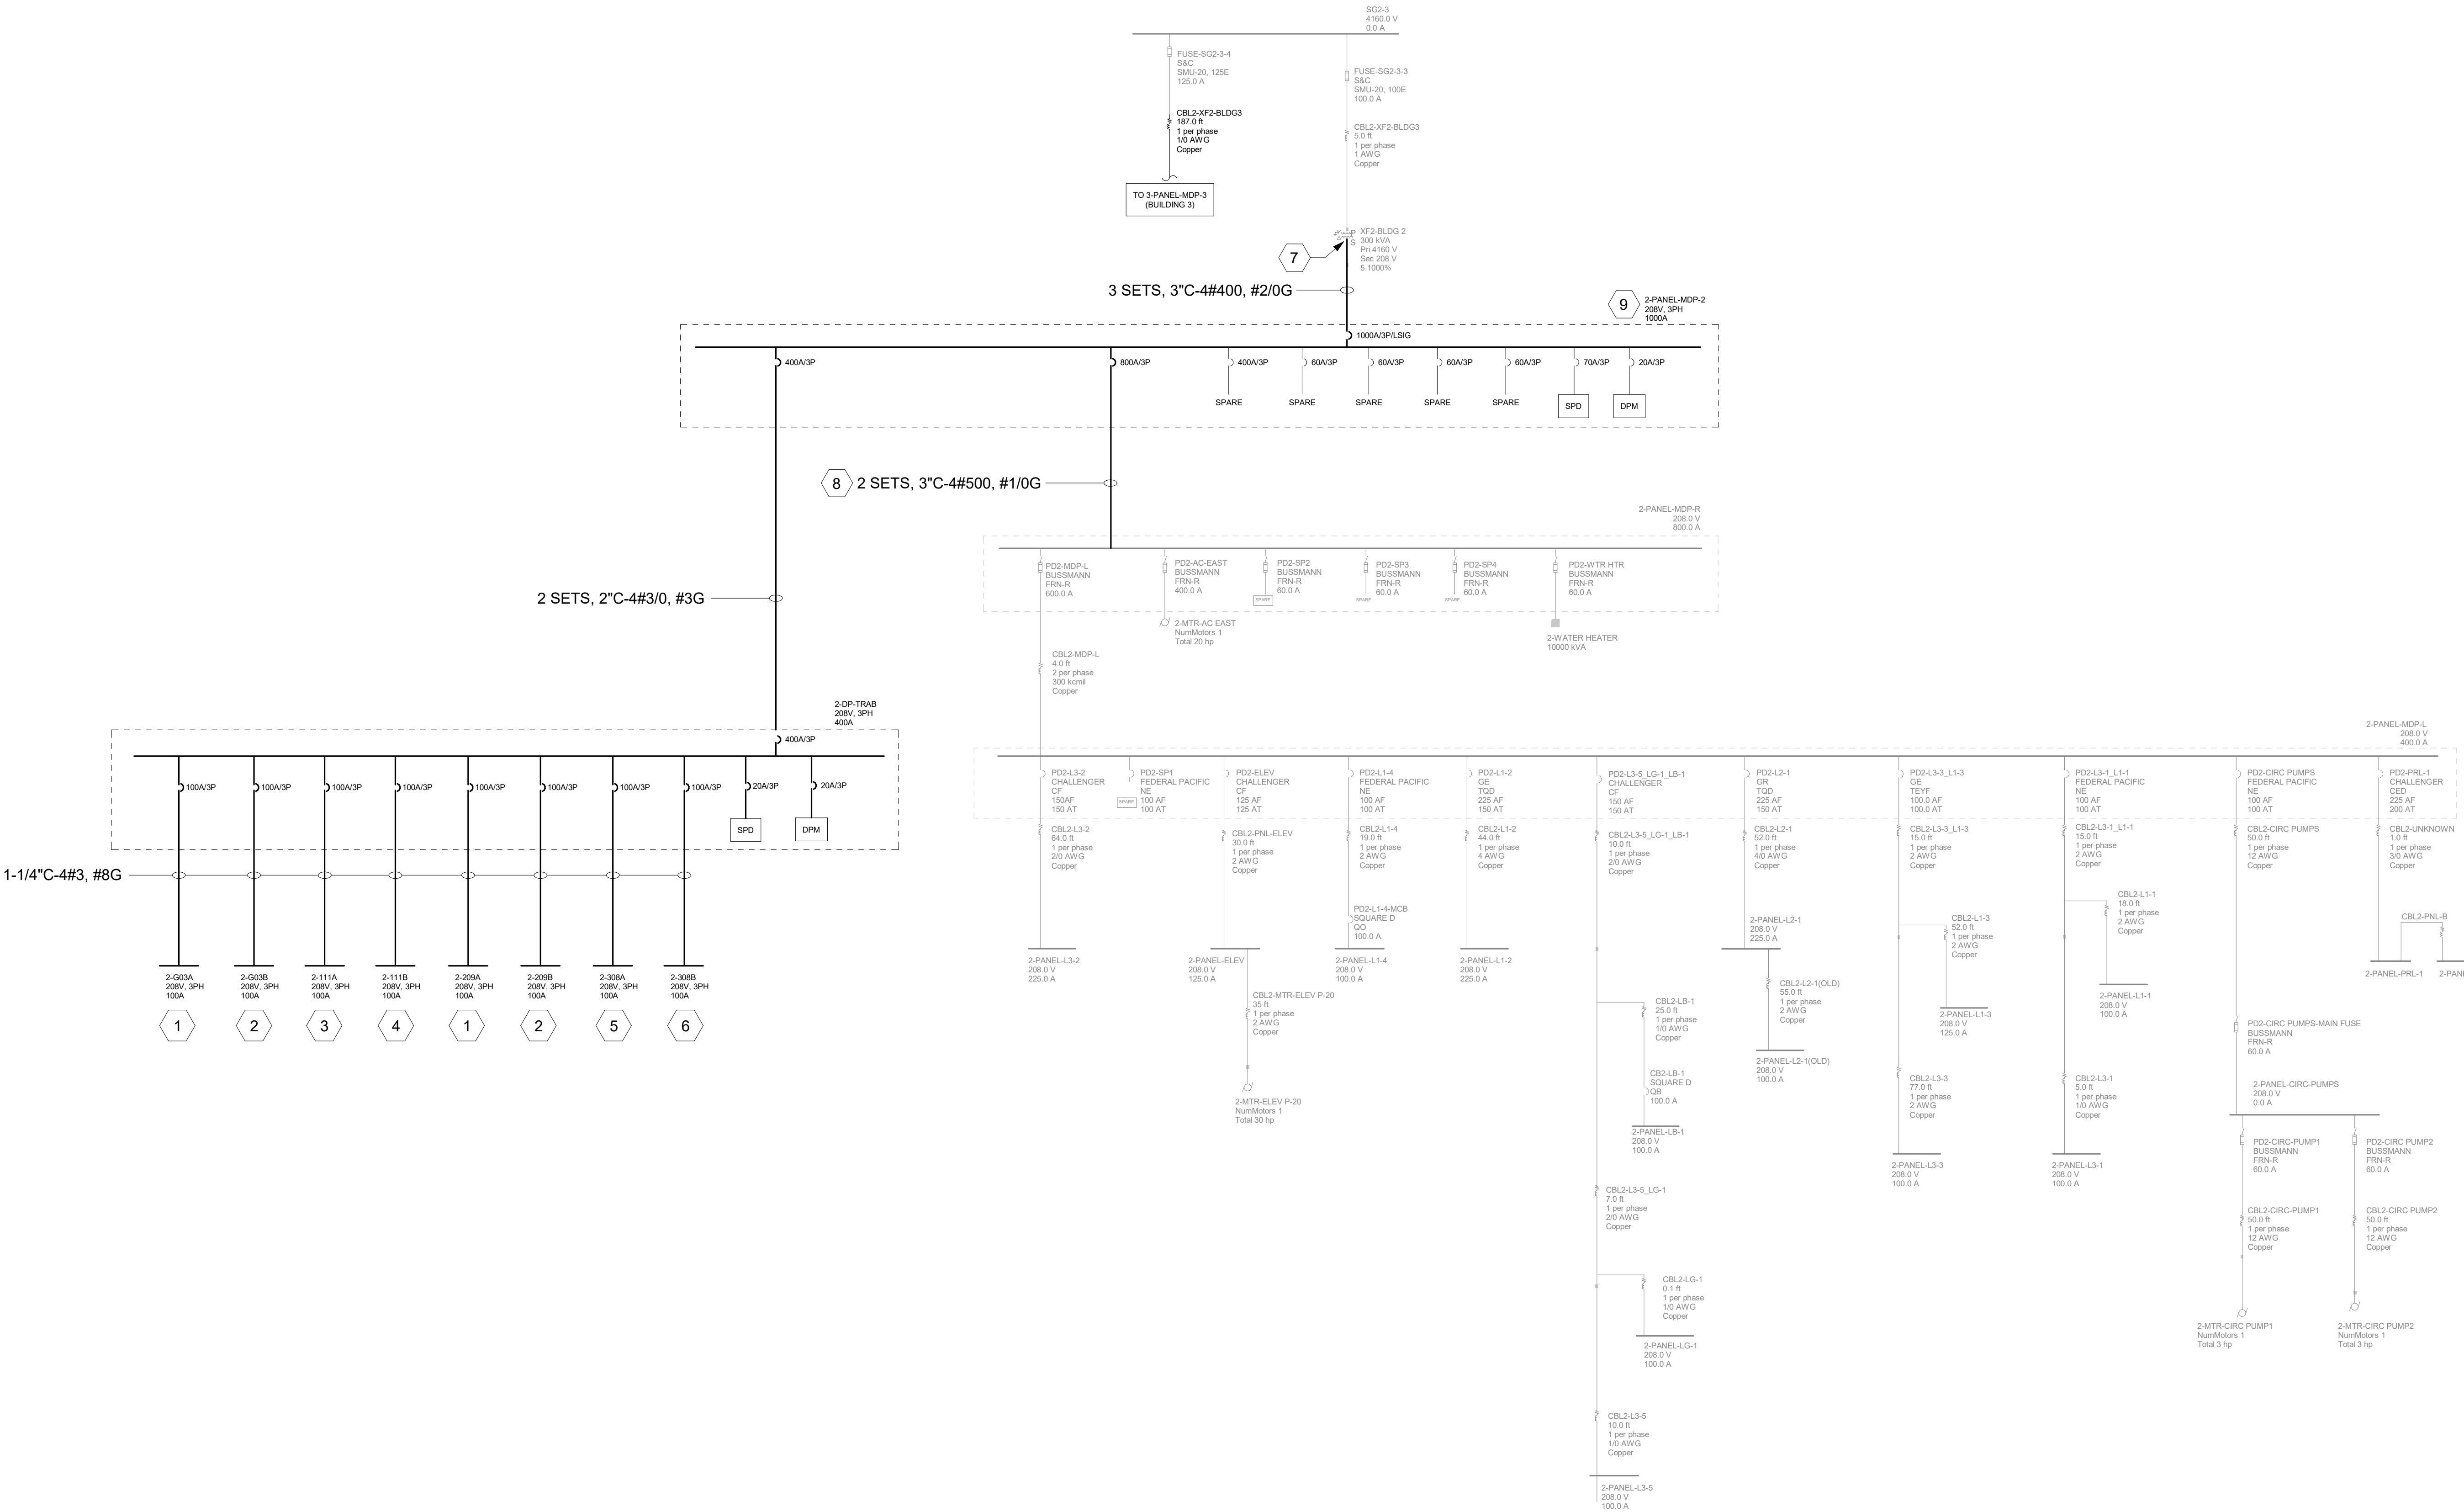 SG2-3
4160.0 V
0.0 A
FUSE-SG2-3-4
S&C
SMU-20, 125E
125.0 A
FUSE-SG2-3-3
S&C
SMU-20, 100E
100.0 A
CBL2-XF2-BLDG3
187.0 ft
1 per phase
1/0 AWG
Copper
CBL2-XF2-BLDG3
5.0 ft
1 per phase
1 AWG
Copper
TO 3-PANEL-MDP-3
(BUILDING 3)
P
S
XF2-BLDG 2
300 kVA
Pri 4160 V
Sec 208 V
5.1000%
7
3 SETS, 3"C-4#400, #2/0G
9
2-PANEL-MDP-2
208V, 3PH
1000A
1000A/3P/LSIG
400A/3P
800A/3P
400A/3P
60A/3P
60A/3P
60A/3P
60A/3P
70A/3P
20A/3P
SPARE
SPARE
SPARE
SPARE
SPARE
SPD
DPM
8
2 SETS, 3"C-4#500, #1/0G
2-PANEL-MDP-R
208.0 V
800.0 A
PD2-MDP-L
BUSSMANN
FRN-R
600.0 A
PD2-AC-EAST
BUSSMANN
FRN-R
400.0 A
PD2-SP2
BUSSMANN
FRN-R
60.0 A
SPARE
PD2-SP3
BUSSMANN
FRN-R
60.0 A
SPARE
PD2-SP4
BUSSMANN
FRN-R
60.0 A
SPARE
PD2-WTR HTR
BUSSMANN
FRN-R
60.0 A
2 SETS, 2"C-4#3/0, #3G
2-MTR-AC EAST
NumMotors 1
Total 20 hp
2-WATER HEATER
10000 kVA
CBL2-MDP-L
4.0 ft
2 per phase
300 kcmil
Copper
2-DP-TRAB
208V, 3PH
400A
400A/3P
100A/3P
100A/3P
100A/3P
100A/3P
100A/3P
100A/3P
100A/3P
100A/3P
20A/3P
20A/3P
SPD
DPM
1-1/4"C-4#3, #8G
2-G03A
208V, 3PH
100A
2-G03B
208V, 3PH
100A
2-111A
208V, 3PH
100A
2-111B
208V, 3PH
100A
2-209A
208V, 3PH
100A
2-209B
208V, 3PH
100A
2-308A
208V, 3PH
100A
2-308B
208V, 3PH
100A
1
2
3
4
1
2
5
6
2-PANEL-MDP-L
208.0 V
400.0 A
PD2-L3-2
CHALLENGER
CF
150AF
150 AT
PD2-SP1
FEDERAL PACIFIC
NE
100 AF
100 AT
SPARE
PD2-ELEV
CHALLENGER
CF
125 AF
125 AT
PD2-L1-4
FEDERAL PACIFIC
NE
100 AF
100 AT
PD2-L1-2
GE
TQD
225 AF
150 AT
PD2-L3-5_LG-1_LB-1
CHALLENGER
CF
150 AF
150 AT
PD2-L2-1
GR
TQD
225 AF
150 AT
PD2-L3-3_L1-3
GE
TEYF
100.0 AF
100.0 AT
PD2-L3-1_L1-1
FEDERAL PACIFIC
NE
100 AF
100 AT
PD2-CIRC PUMPS
FEDERAL PACIFIC
NE
100 AF
100 AT
PD2-PRL-1
CHALLENGER
CED
225 AF
200 AT
CBL2-L3-2
64.0 ft
1 per phase
2/0 AWG
Copper
CBL2-PNL-ELEV
30.0 ft
1 per phase
2 AWG
Copper
CBL2-L1-4
19.0 ft
1 per phase
2 AWG
Copper
CBL2-L1-2
44.0 ft
1 per phase
4 AWG
Copper
CBL2-L3-5_LG-1_LB-1
10.0 ft
1 per phase
2/0 AWG
Copper
CBL2-L2-1
52.0 ft
1 per phase
4/0 AWG
Copper
CBL2-L3-3_L1-3
15.0 ft
1 per phase
2 AWG
Copper
CBL2-L3-1_L1-1
15.0 ft
1 per phase
2 AWG
Copper
CBL2-CIRC PUMPS
50.0 ft
1 per phase
12 AWG
Copper
CBL2-UNKNOWN
1.0 ft
1 per phase
3/0 AWG
Copper
PD2-L1-4-MCB
SQUARE D
QO
100.0 A
CBL2-L1-3
52.0 ft
1 per phase
2 AWG
Copper
CBL2-L1-1
18.0 ft
1 per phase
2 AWG
Copper
CBL2-PNL-B
2-PANEL-L3-2
208.0 V
225.0 A
2-PANEL-ELEV
208.0 V
125.0 A
2-PANEL-L1-4
208.0 V
100.0 A
2-PANEL-L1-2
208.0 V
225.0 A
2-PANEL-L2-1
208.0 V
225.0 A
2-PANEL-PRL-1
2-PAN
CBL2-MTR-ELEV P-20
35 ft
1 per phase
2 AWG
Copper
CBL2-LB-1
25.0 ft
1 per phase
1/0 AWG
Copper
CBL2-L2-1(OLD)
55.0 ft
1 per phase
2 AWG
Copper
2-PANEL-L1-3
208.0 V
125.0 A
2-PANEL-L1-1
208.0 V
100.0 A
PD2-CIRC PUMPS-MAIN FUSE
BUSSMANN
FRN-R
60.0 A
2-MTR-ELEV P-20
NumMotors 1
Total 30 hp
CB2-LB-1
SQUARE D
QB
100.0 A
2-PANEL-L2-1(OLD)
208.0 V
100.0 A
CBL2-L3-3
77.0 ft
1 per phase
2 AWG
Copper
CBL2-L3-1
5.0 ft
1 per phase
1/0 AWG
Copper
2-PANEL-CIRC-PUMPS
208.0 V
0.0 A
2-PANEL-LB-1
208.0 V
100.0 A
2-PANEL-L3-3
208.0 V
100.0 A
2-PANEL-L3-1
208.0 V
100.0 A
PD2-CIRC-PUMP1
BUSSMANN
FRN-R
60.0 A
PD2-CIRC PUMP2
BUSSMANN
FRN-R
60.0 A
CBL2-L3-5_LG-1
7.0 ft
1 per phase
2/0 AWG
Copper
CBL2-CIRC-PUMP1
50.0 ft
1 per phase
12 AWG
Copper
CBL2-CIRC PUMP2
50.0 ft
1 per phase
12 AWG
Copper
CBL2-LG-1
0.1 ft
1 per phase
1/0 AWG
Copper
2-MTR-CIRC PUMP1
NumMotors 1
Total 3 hp
2-MTR-CIRC PUMP2
NumMotors 1
Total 3 hp
2-PANEL-LG-1
208.0 V
100.0 A
CBL2-L3-5
10.0 ft
1 per phase
1/0 AWG
Copper
2-PANEL-L3-5
208.0 V
100.0 A